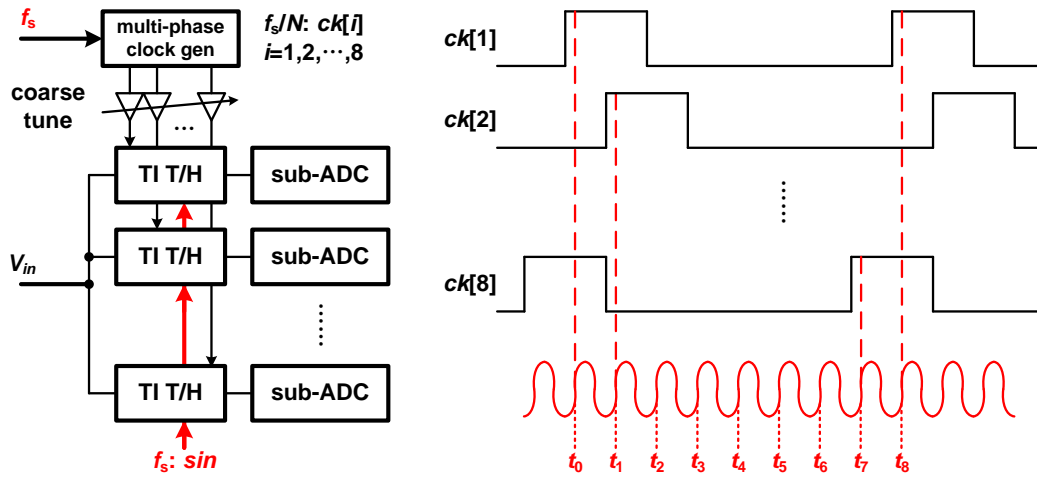 fs
multi-phase
clock gen
fs/N: ck[i]
i=1,2,⋯,8
coarse
tune
...
TI T/H
sub-ADC
TI T/H
sub-ADC
Vin
TI T/H
sub-ADC
fs: sin
ck[1]
ck[2]
ck[8]
t0 t1 t2 t3 t4 t5 t6 t7 t8